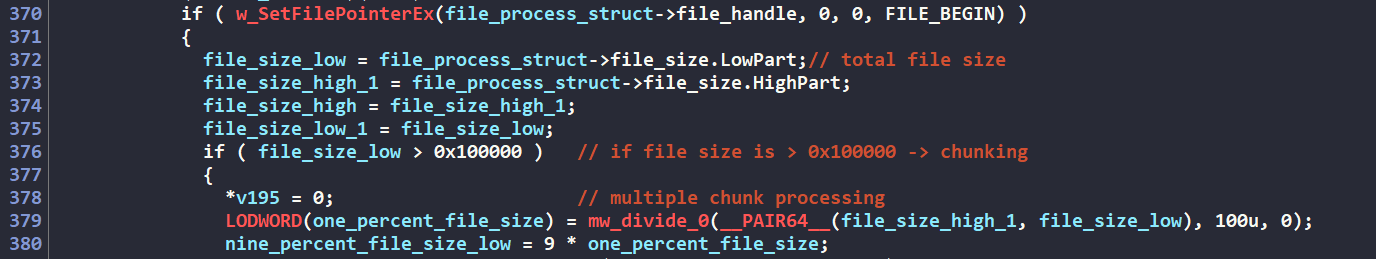 370 if ( w_SetFilePointerEx(file_process_struct->file_handle, 0, 0, FILE_BEGIN) )
371 {
372 file_size_low = file_process_struct->file_size.LowPart;// total file size
373 file_size_high_1 = file_process_struct->file_size.HighPart;
374 file_size_high = file_size_high_1;
375 file_size_low_1 = file_size_low;
376 if ( file_size_low > 0x100000 ) // if file size is > 0x100000 -> chunking
377 {
378 *v195 = 0; // multiple chunk processing
379 LODWORD(one_percent_file_size) = mw_divide_0(__PAIR64__(file_size_high_1, file_size_low), 100u, 0);
380 nine_percent_file_size_low = 9 * one_percent_file_size;